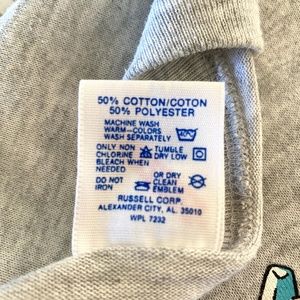 50% COTTON/COTON
50% POLYESTER
MACHINE WASH
WARM-COLORS
WASH SEPARATELY
ONLY NON TUMBLE
CHLORINE DRY LOW
BLEACH WHEN
NEEDED
DO NOT OR DRY
IRON CLEAN
EMBLEM
RUSSELL CORP.
ALEXANDER CITY, AL. 35010
WPL 7232